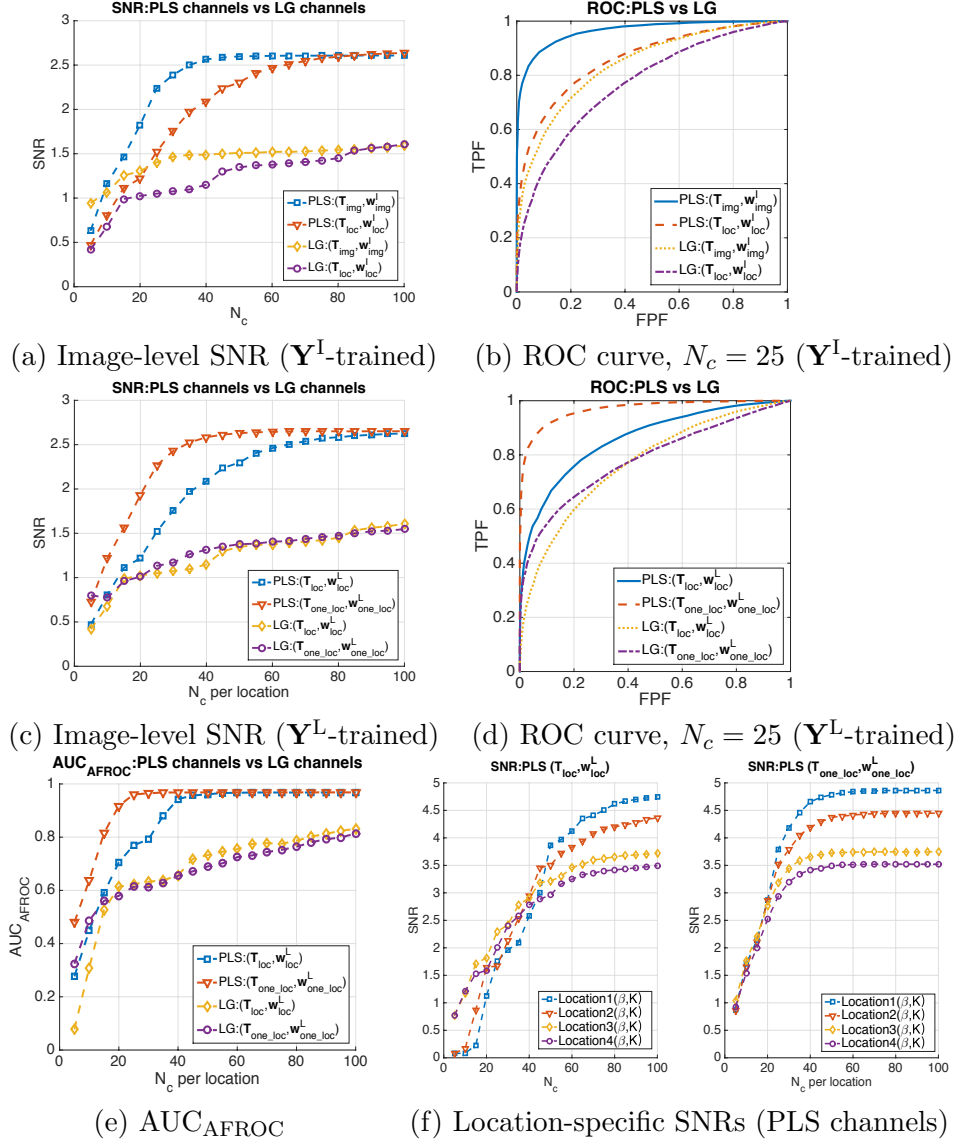 SNR:PLS channels vs LG channels
3
2.5
2
1.5
1
0.5
0
SNR
0 20 40 60 80 100
N_c
PLS:(T_img,w^I_img)
PLS:(T_loc,w^I_loc)
LG:(T_img,w^I_img)
LG:(T_loc,w^I_loc)
(a) Image-level SNR (Y^I-trained)
ROC:PLS vs LG
1
0.8
0.6
0.4
0.2
0
TPF
0 0.2 0.4 0.6 0.8 1
FPF
PLS:(T_img,w^I_img)
PLS:(T_loc,w^I_loc)
LG:(T_img,w^I_img)
LG:(T_loc,w^I_loc)
(b) ROC curve, N_c = 25 (Y^I-trained)
SNR:PLS channels vs LG channels
3
2.5
2
1.5
1
0.5
0
SNR
0 20 40 60 80 100
N_c per location
PLS:(T_loc,w^L_loc)
PLS:(T_one_loc,w^L_one_loc)
LG:(T_loc,w^L_loc)
LG:(T_one_loc,w^L_one_loc)
(c) Image-level SNR (Y^L-trained)
ROC:PLS vs LG
1
0.8
0.6
0.4
0.2
0
TPF
0 0.2 0.4 0.6 0.8 1
FPF
PLS:(T_loc,w^L_loc)
PLS:(T_one_loc,w^L_one_loc)
LG:(T_loc,w^L_loc)
LG:(T_one_loc,w^L_one_loc)
(d) ROC curve, N_c = 25 (Y^L-trained)
AUC_AFROC:PLS channels vs LG channels
1
0.8
0.6
0.4
0.2
0
AUC_AFROC
0 20 40 60 80 100
N_c per location
PLS:(T_loc,w^L_loc)
PLS:(T_one_loc,w^L_one_loc)
LG:(T_loc,w^L_loc)
LG:(T_one_loc,w^L_one_loc)
(e) AUC_AFROC
SNR:PLS (T_loc,w^L_loc)
5
4.5
4
3.5
3
2.5
2
1.5
1
0.5
0
SNR
0 20 40 60 80 100
N_c
Location1(β,K)
Location2(β,K)
Location3(β,K)
Location4(β,K)
SNR:PLS(T_one_loc,w^L_one_loc)
5
4.5
4
3.5
3
2.5
2
1.5
1
0.5
0
SNR
0 20 40 60 80 100
N_c per location
Location1(β,K)
Location2(β,K)
Location3(β,K)
Location4(β,K)
(f) Location-specific SNRs (PLS channels)